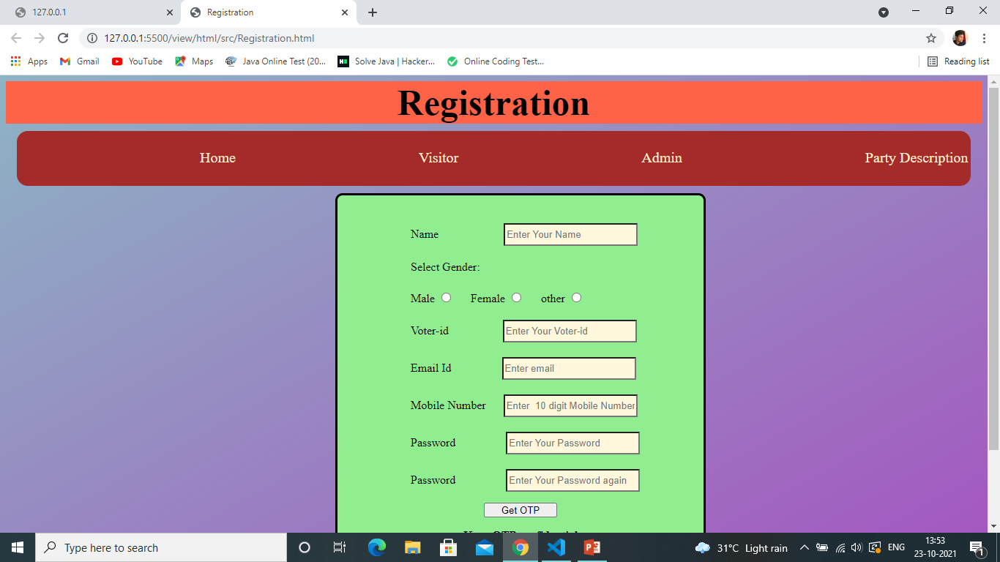 127.0.0.1
Registration
127.0.0.1:5500/view/html/src/Registration.html
Apps Gmail YouTube Maps Java Online Test (20... Solve Java | Hacker... Online Coding Test... Reading list
Registration
Home Visitor Admin Party Description
Name Enter Your Name
Select Gender:
Male Female other
Voter-id Enter Your Voter-id
Email Id Enter email
Mobile Number Enter 10 digit Mobile Number
Password Enter Your Password
Password Enter Your Password again
Get OTP
Type here to search
31°C Light rain
ENG
13:53
23-10-2021
1